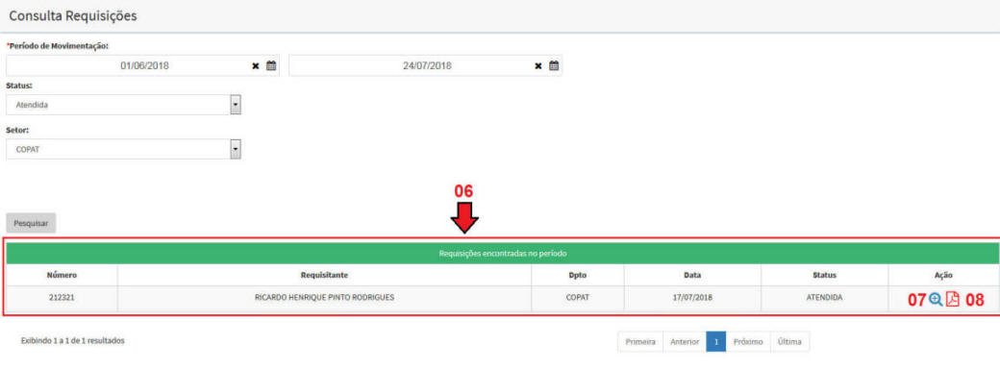 Consulta Requisições
*Período de Movimentação:
01/06/2018 24/07/2018
Status:
Atendida
Setor:
COPAT
06
Pesquisar
Requisições encontradas no período
Número Requisitante Dpto Data Status Ação
212321 RICARDO HENRIQUE PINTO RODRIGUES COPAT 17/07/2018 ATENDIDA 07 08
Exibindo 1 a 1 de 1 resultados Primeira Anterior 1 Próximo Última